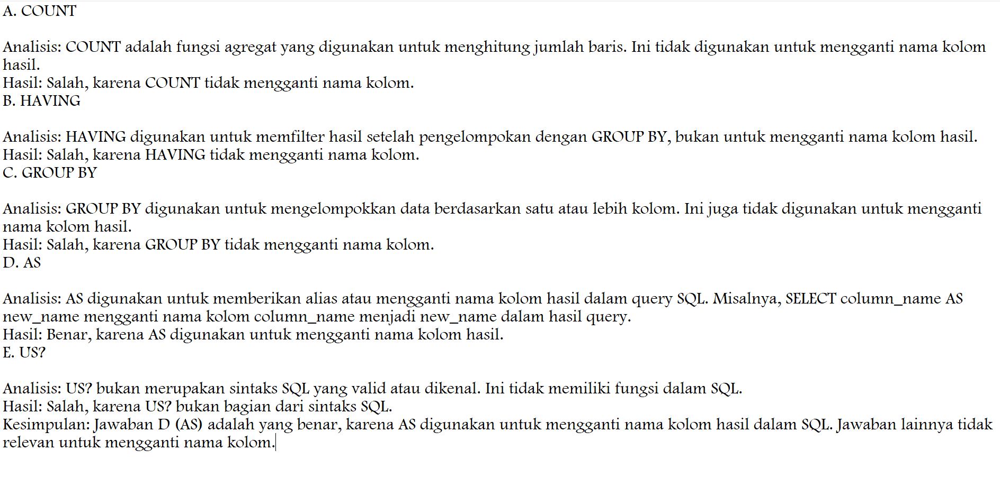 A. COUNT
Analisis: COUNT adalah fungsi agregat yang digunakan untuk menghitung jumlah baris. Ini tidak digunakan untuk mengganti nama kolom
hasil.
Hasil: Salah, karena COUNT tidak mengganti nama kolom.
B. HAVING
Analisis: HAVING digunakan untuk memfilter hasil setelah pengelompokan dengan GROUP BY, bukan untuk mengganti nama kolom hasil.
Hasil: Salah, karena HAVING tidak mengganti nama kolom.
C. GROUP BY
Analisis: GROUP BY digunakan untuk mengelompokkan data berdasarkan satu atau lebih kolom. Ini juga tidak digunakan untuk mengganti
nama kolom hasil.
Hasil: Salah, karena GROUP BY tidak mengganti nama kolom.
D. AS
Analisis: AS digunakan untuk memberikan alias atau mengganti nama kolom hasil dalam query SQL. Misalnya, SELECT column_name AS
new_name mengganti nama kolom column_name menjadi new_name dalam hasil query.
Hasil: Benar, karena AS digunakan untuk mengganti nama kolom hasil.
E. US?
Analisis: US? bukan merupakan sintaks SQL yang valid atau dikenal. Ini tidak memiliki fungsi dalam SQL.
Hasil: Salah, karena US? bukan bagian dari sintaks SQL.
Kesimpulan: Jawaban D (AS) adalah yang benar, karena AS digunakan untuk mengganti nama kolom hasil dalam SQL. Jawaban lainnya tidak
relevan untuk mengganti nama kolom.